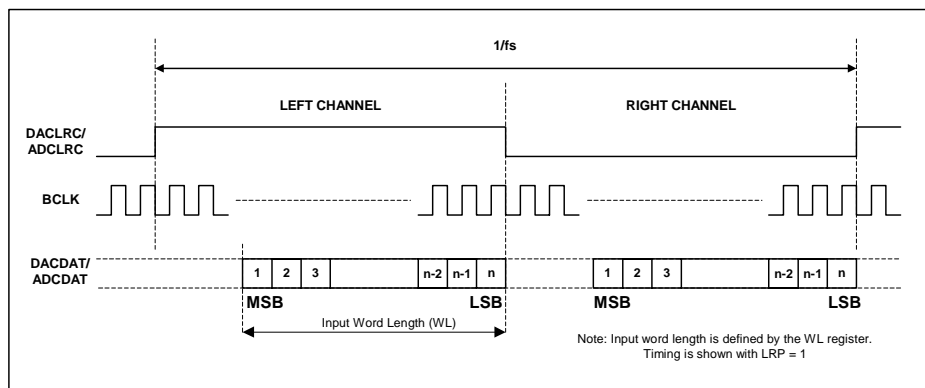 1/fs
LEFT CHANNEL
RIGHT CHANNEL
DACLRC/
ADCLRC
BCLK
DACDAT/
ADCDAT
1 2 3 n-2 n-1 n 1 2 3 n-2 n-1 n
MSB LSB MSB LSB
Input Word Length (WL)
Note: Input word length is defined by the WL register.
Timing is shown with LRP = 1